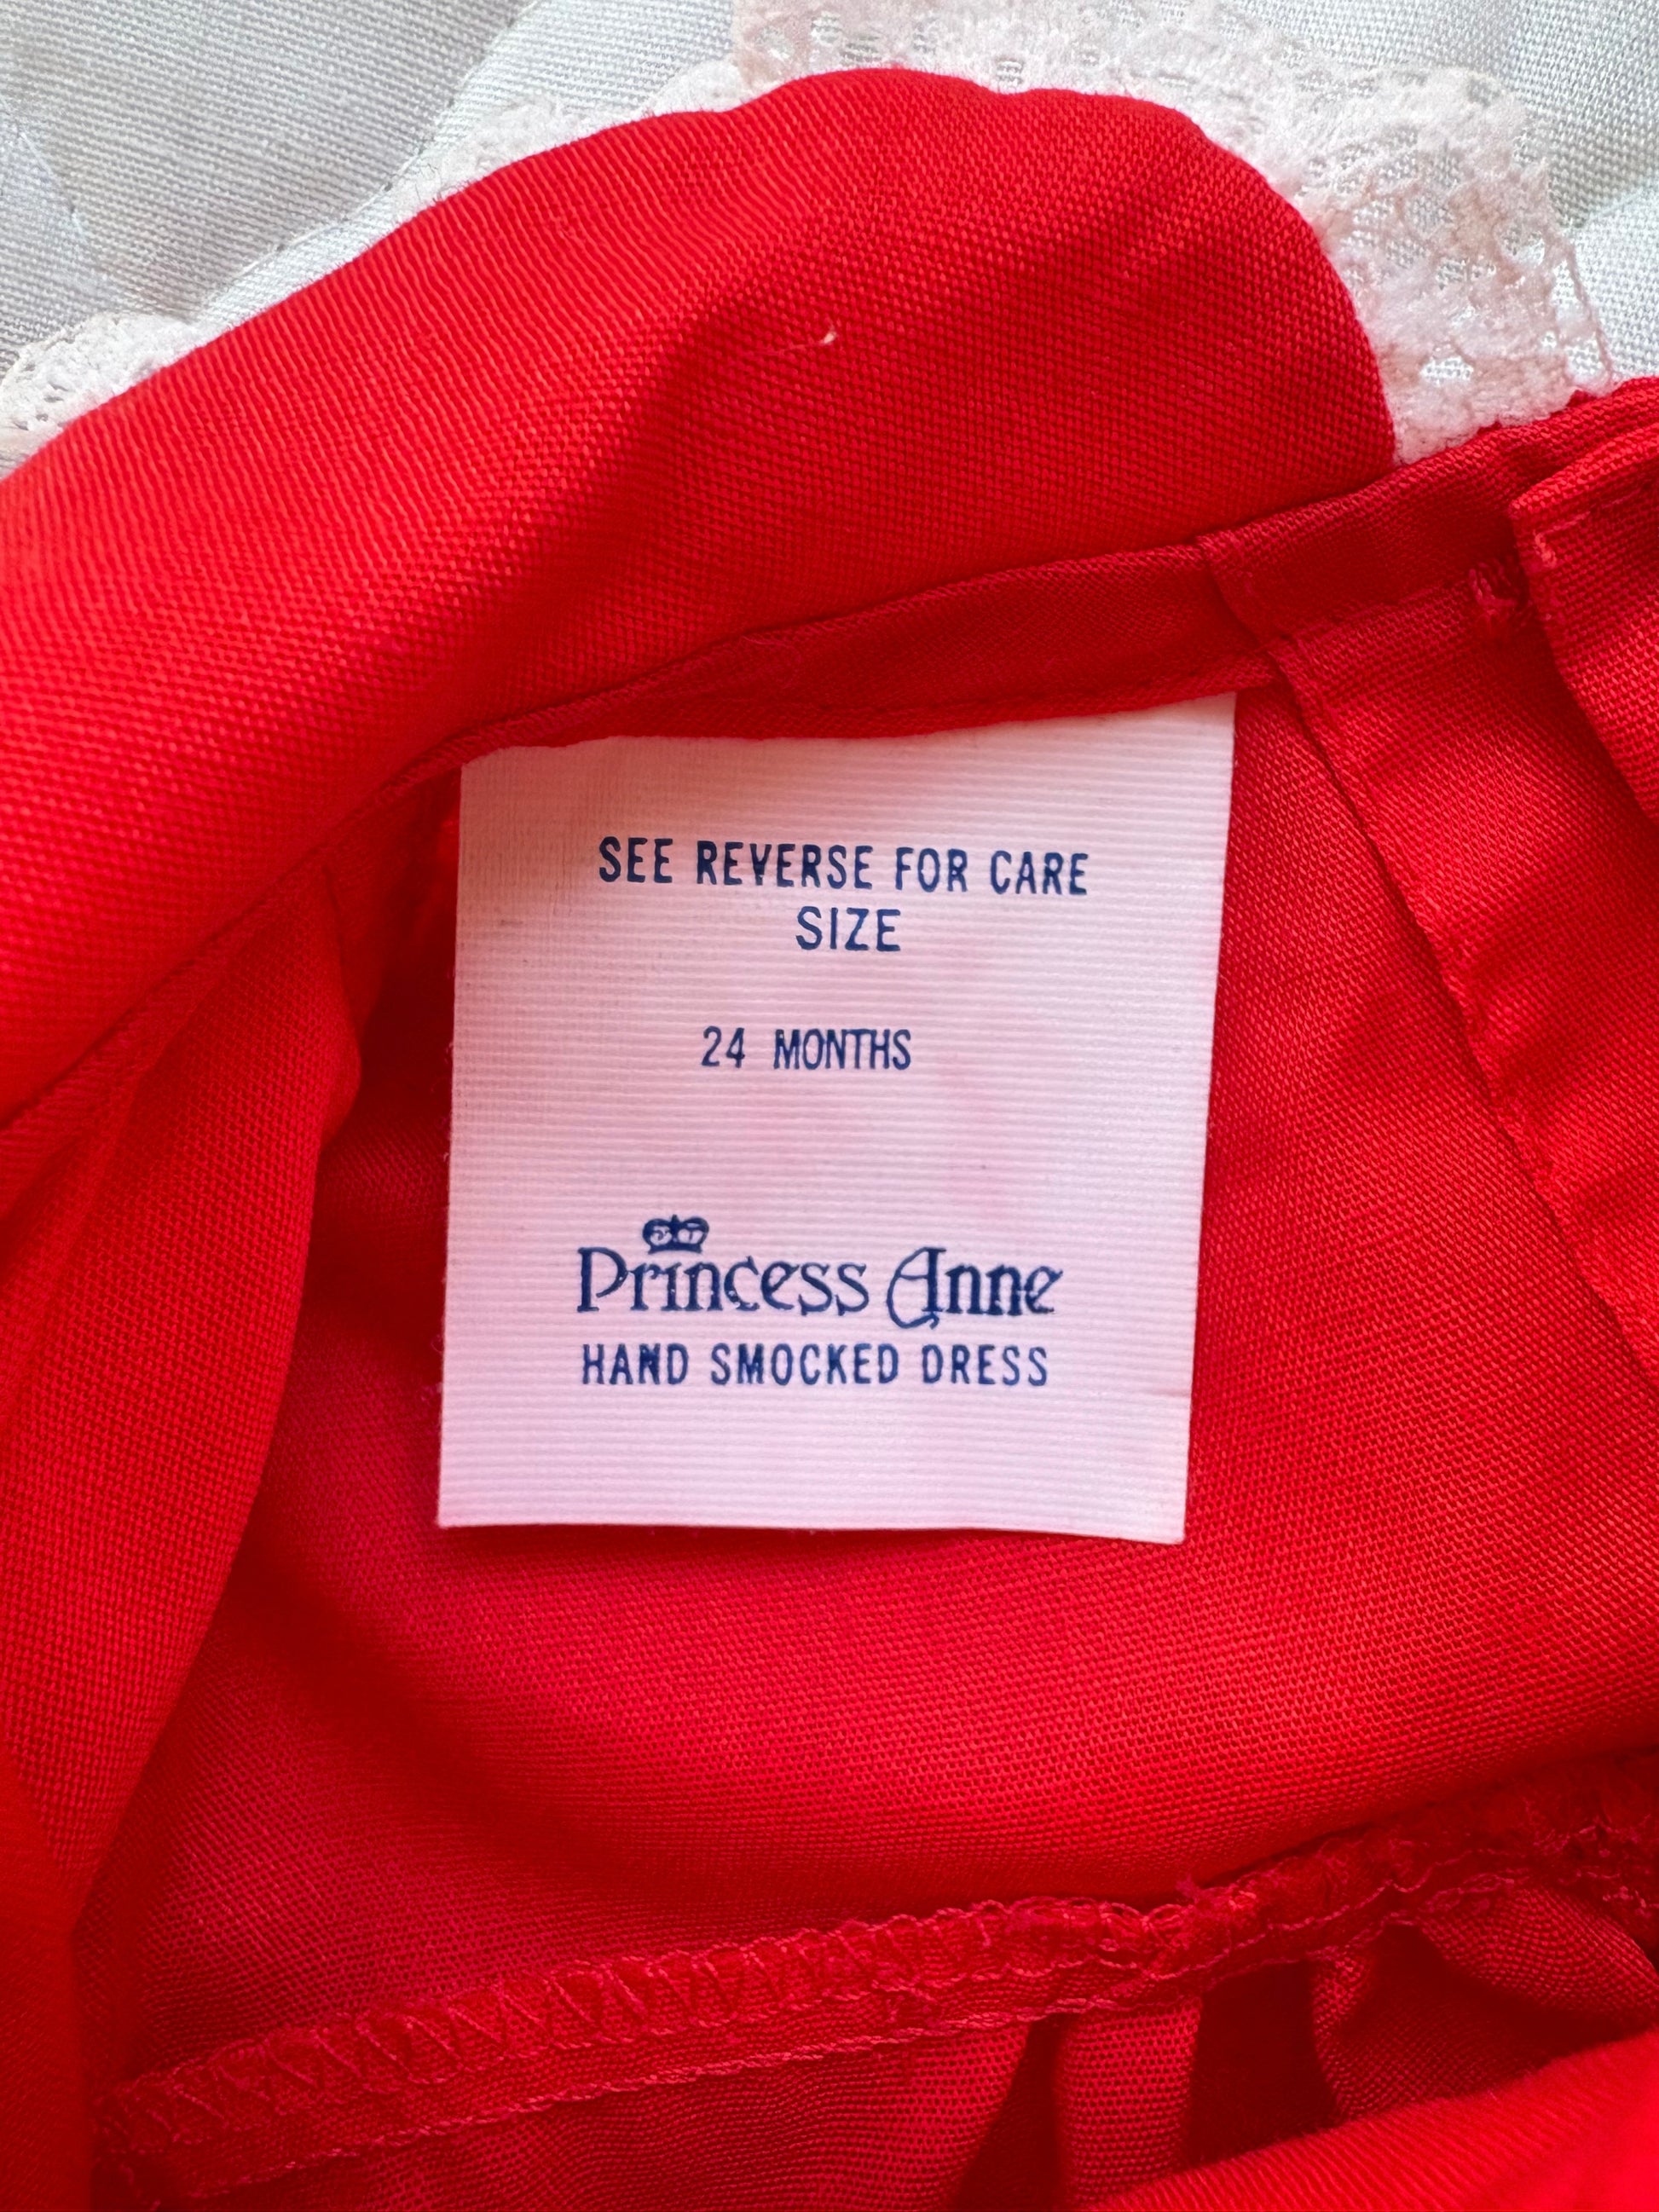 SEE REVERSE FOR CARE
SIZE
24 MONTHS
Princess Anne
HAND SMOCKED DRESS